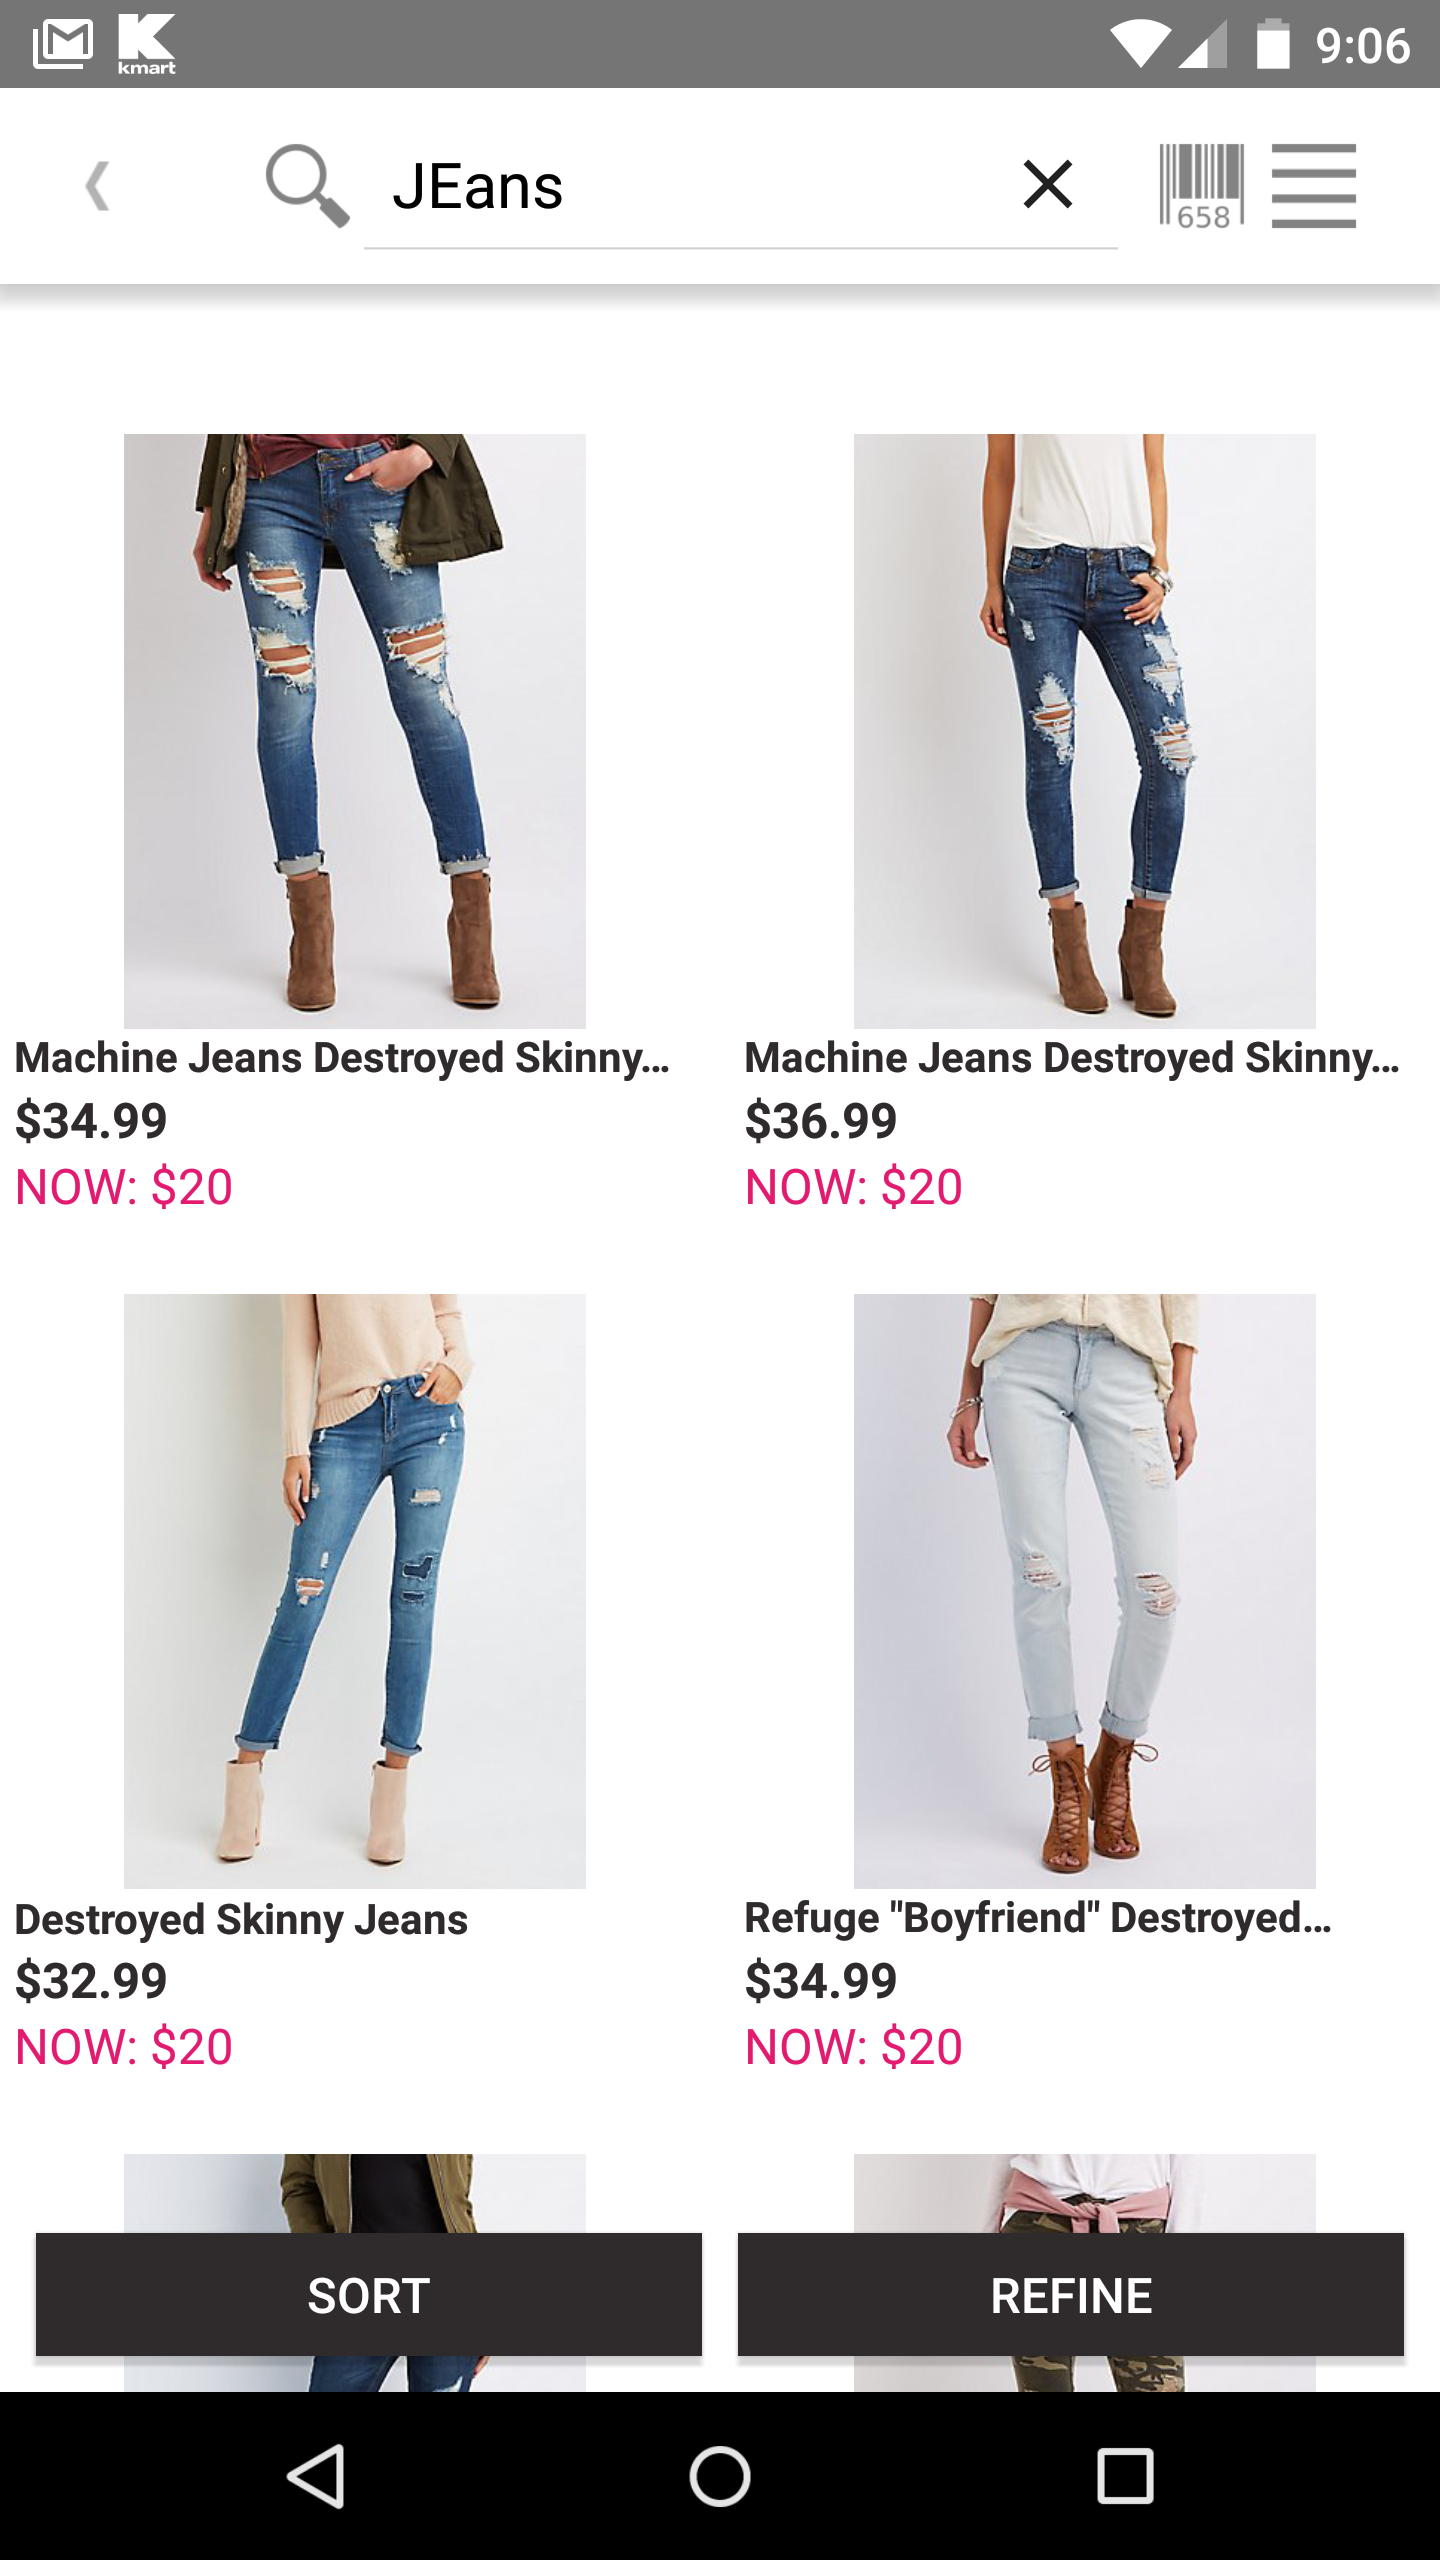 kmart
9:06
JEans
658
Machine Jeans Destroyed Skinny...
$34.99
NOW: $20
Machine Jeans Destroyed Skinny...
$36.99
NOW: $20
Destroyed Skinny Jeans
$32.99
NOW: $20
Refuge "Boyfriend" Destroyed...
$34.99
NOW: $20
SORT
REFINE